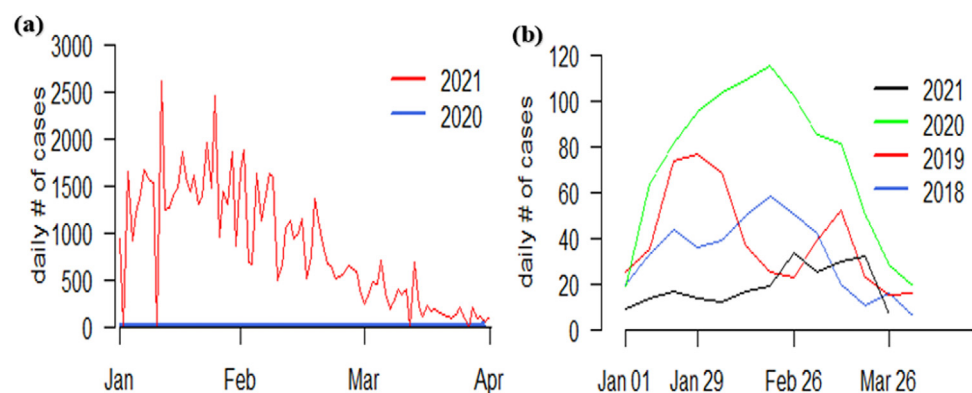 (a)
daily # of cases
3000
2500
2000
1500
1000
500
0
Jan
Feb
Mar
Apr
2021
2020
(b)
daily # of cases
120
100
80
60
40
20
0
Jan 01
Jan 29
Feb 26
Mar 26
2021
2020
2019
2018